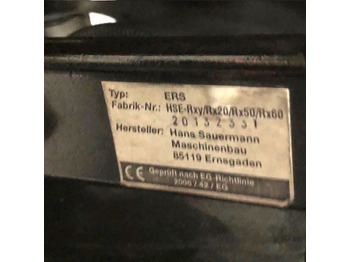 Typ: ERS
Fabrik-Nr.: HSE-Rxy/Rx20/Rx50/Rx60
20132331
Hersteller: Hans Sauermann
Maschinenbau
85119 Ernsgaden
CE Geprüft nach EG-Richtlinie
2006 / 42 / EG